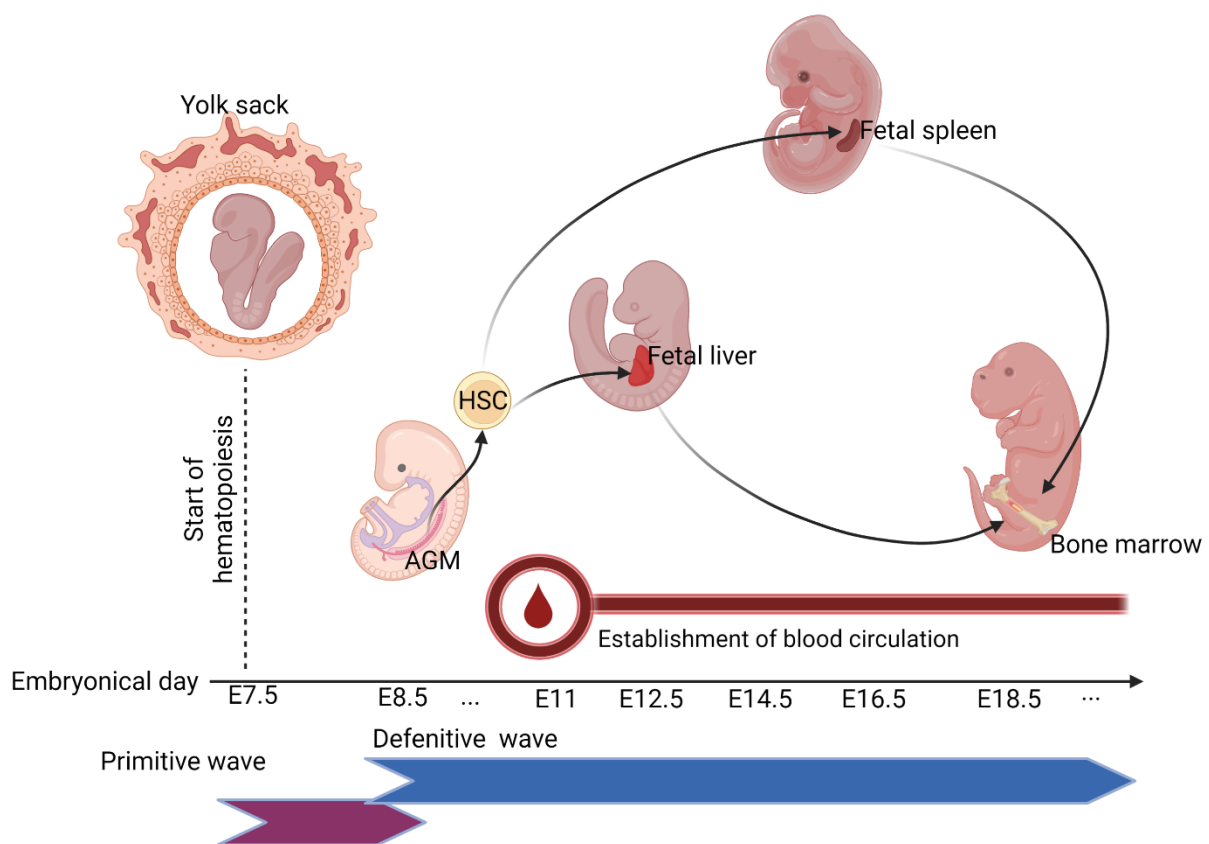 Yolk sack
Fetal spleen
Fetal liver
HSC
Start of
hematopoiesis
AGM
Bone marrow
Establishment of blood circulation
Embryonical day
E7.5 E8.5 ... E11 E12.5 E14.5 E16.5 E18.5 ...
Defenitive wave
Primitive wave